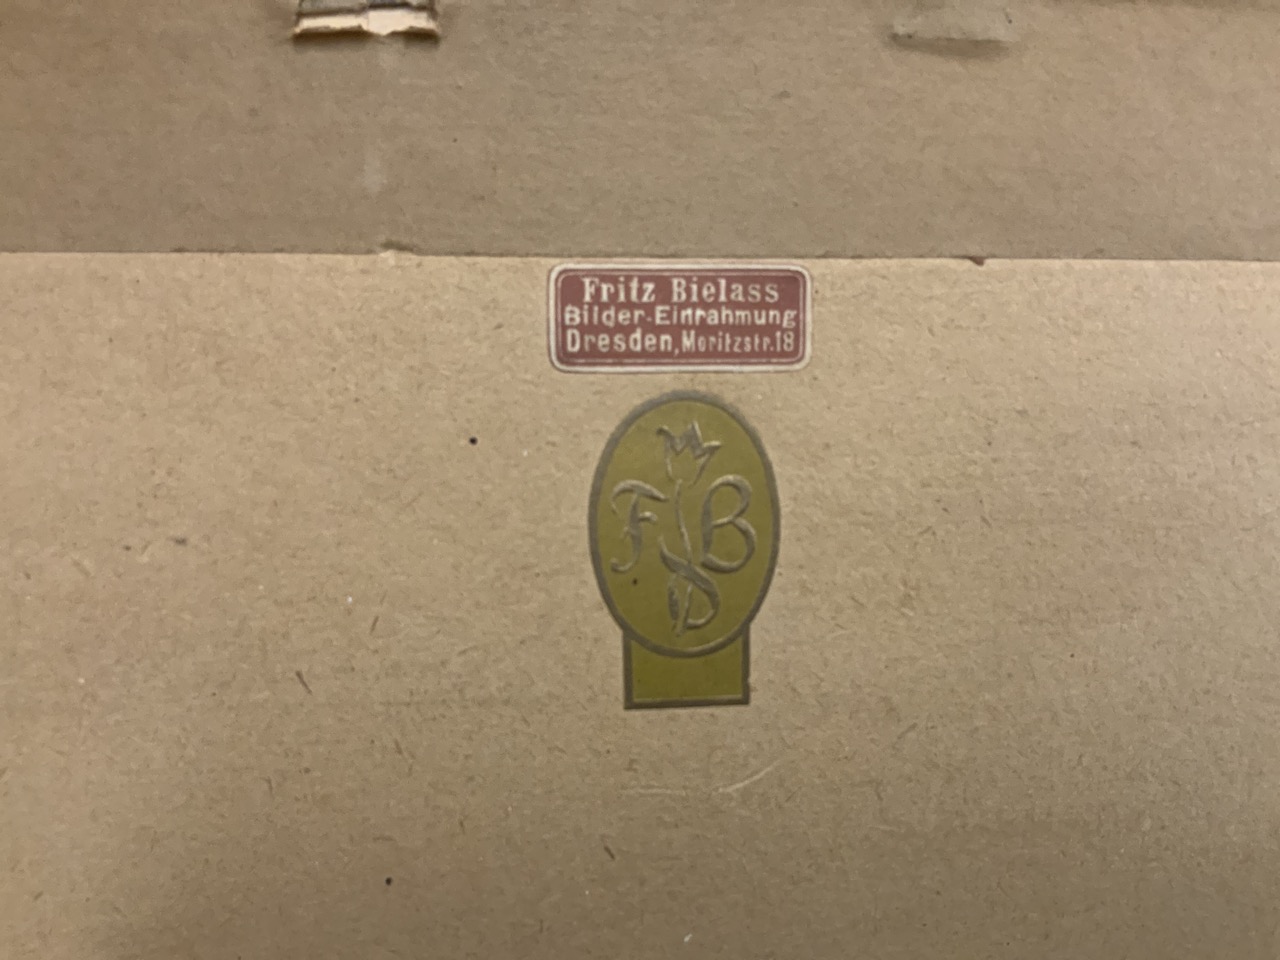 Fritz Bielass
Bilder-Einrahmung
Dresden, Moritzstr. 18
F B